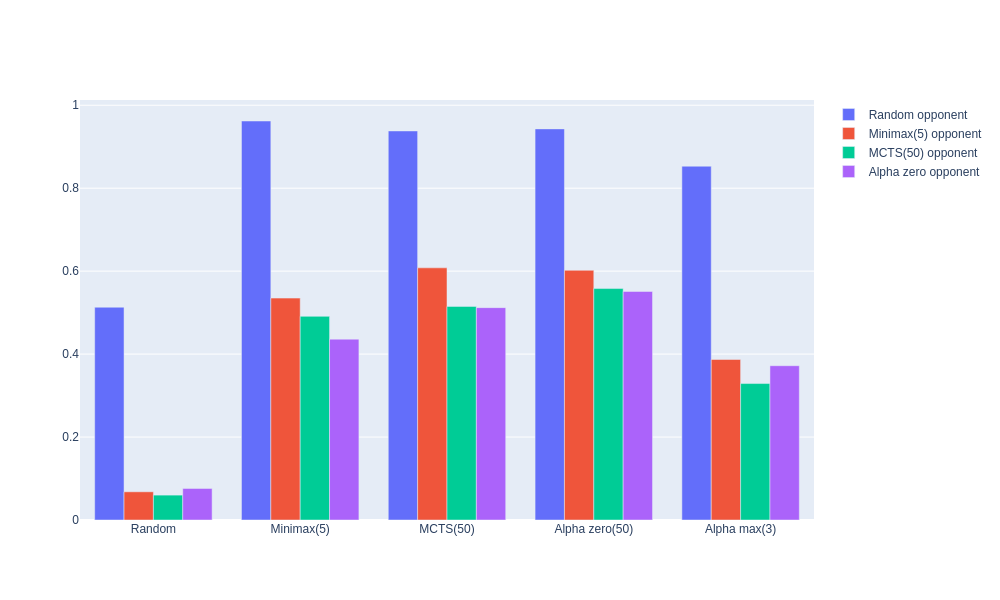 1
0.8
0.6
0.4
0.2
0
Random
Minimax(5)
MCTS(50)
Alpha zero(50)
Alpha max(3)
Random opponent
Minimax(5) opponent
MCTS(50) opponent
Alpha zero opponent